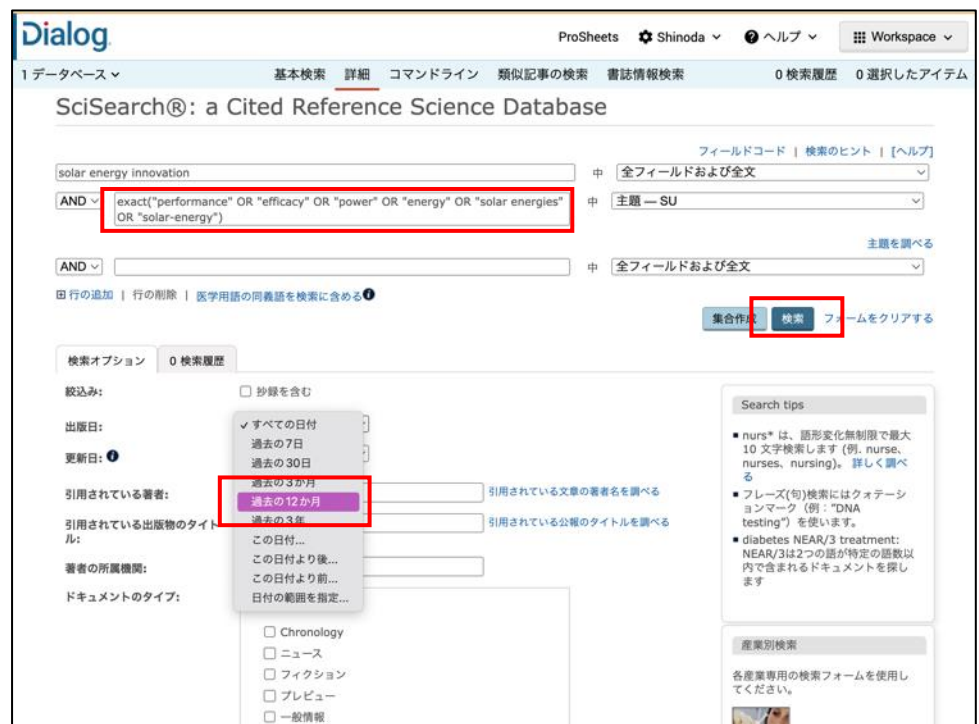 Dialog
ProSheets Shinoda ヘルプ Workspace
1 データベース 基本検索 詳細 コマンドライン 類似記事の検索 書誌情報検索 0 検索履歴 0 選択したアイテム
SciSearch®: a Cited Reference Science Database
フィールドコード | 検索のヒント | [ヘルプ]
solar energy innovation 中 全フィールドおよび全文
AND exact("performance" OR "efficacy" OR "power" OR "energy" OR "solar energies" 中 主題 — SU
OR "solar-energy")
主題を調べる
AND 中 全フィールドおよび全文
行の追加 | 行の削除 | 医学用語の同義語を検索に含める
集合作成 検索 フォームをクリアする
検索オプション 0 検索履歴
絞込み: 抄録を含む
出版日: すべての日付
過去の7日
更新日: 過去の30日
過去の3か月
引用されている著者: 引用されている文章の著者名を調べる
過去の12か月
過去の3年
引用されている出版物のタイトル: 引用されている公報のタイトルを調べる
この日付...
この日付より後...
著者の所属機関: この日付より前...
ドキュメントのタイプ: 日付の範囲を指定...
Chronology
ニュース
フィクション
プレビュー
一般情報
Search tips
nurs* は、語形変化無制限で最大
10 文字検索します (例. nurse,
nurses, nursing)。 詳しく調べ
る
フレーズ(句)検索にはクォテーシ
ョンマーク（例："DNA
testing"）を使います。
diabetes NEAR/3 treatment:
NEAR/3は2つの語が特定の語数以
内で含まれるドキュメントを探し
ます
産業別検索
各産業専用の検索フォームを使用し
てください。